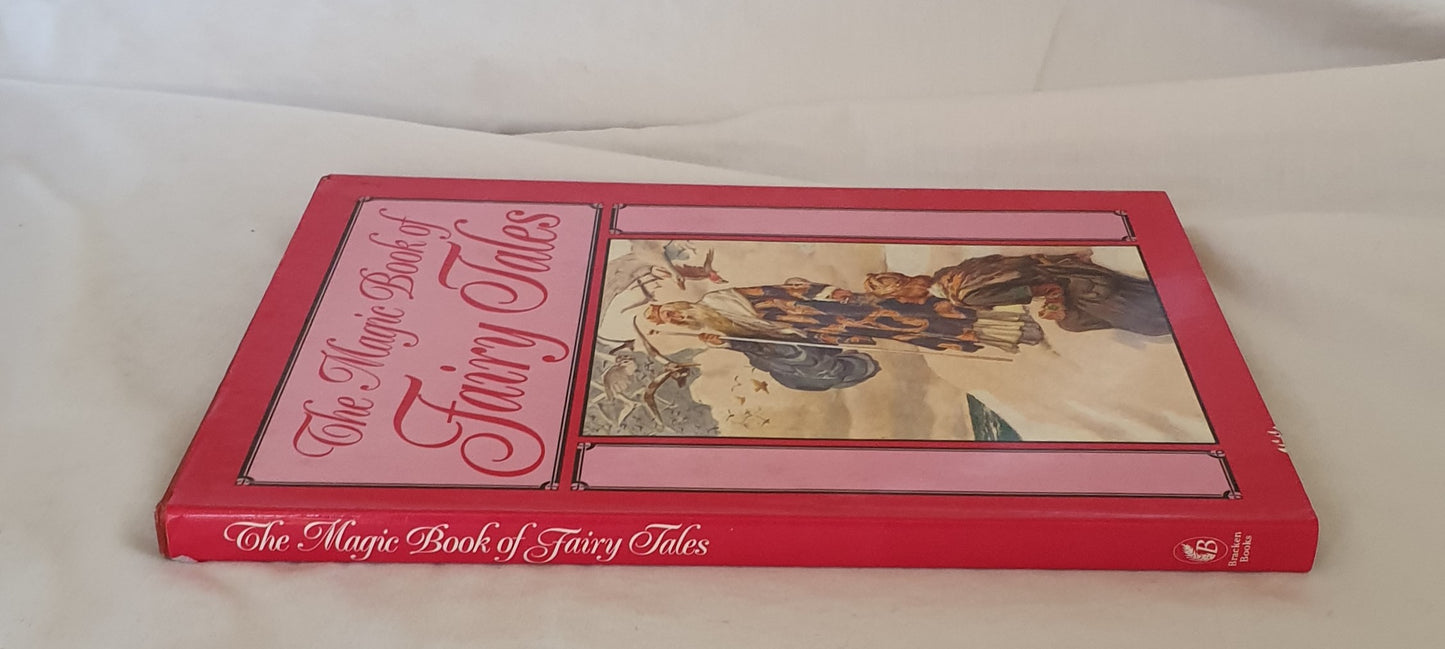 The Magic Book of
Fairy Tales
The Magic Book of Fairy Tales
B
Bracken
Books